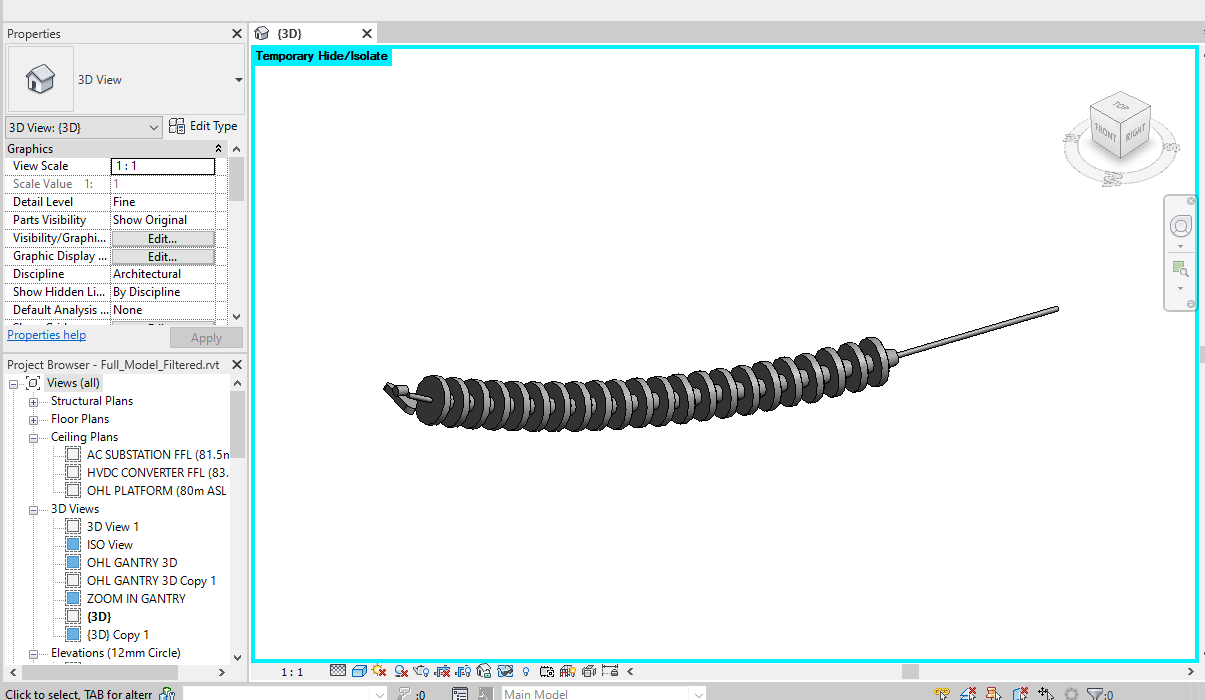 Properties
{3D}
Temporary Hide/Isolate
3D View
3D View: {3D}
Edit Type
Graphics
View Scale
1 : 1
Scale Value 1:
1
Detail Level
Fine
Parts Visibility
Show Original
Visibility/Graphi...
Edit...
Graphic Display ...
Edit...
Discipline
Architectural
Show Hidden Li...
By Discipline
Default Analysis ...
None
Properties help
Apply
TOP
FRONT
RIGHT
W
S
Project Browser - Full_Model_Filtered.rvt
Views (all)
Structural Plans
Floor Plans
Ceiling Plans
AC SUBSTATION FFL (81.5m
HVDC CONVERTER FFL (83.
OHL PLATFORM (80m ASL
3D Views
3D View 1
ISO View
OHL GANTRY 3D
OHL GANTRY 3D Copy 1
ZOOM IN GANTRY
{3D}
{3D} Copy 1
Elevations (12mm Circle)
1 : 1
Click to select, TAB for altern
:0
Main Model
:0